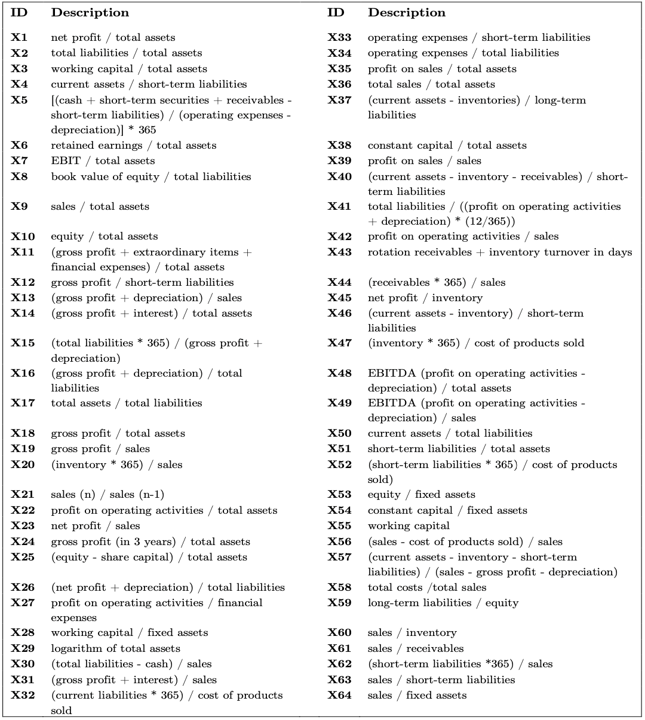 ID Description
X1 net profit / total assets
X2 total liabilities / total assets
X3 working capital / total assets
X4 current assets / short-term liabilities
X5 [(cash + short-term securities + receivables -
short-term liabilities) / (operating expenses -
depreciation)] * 365
X6 retained earnings / total assets
X7 EBIT / total assets
X8 book value of equity / total liabilities
X9 sales / total assets
X10 equity / total assets
X11 (gross profit + extraordinary items +
financial expenses) / total assets
X12 gross profit / short-term liabilities
X13 (gross profit + depreciation) / sales
X14 (gross profit + interest) / total assets
X15 (total liabilities * 365) / (gross profit +
depreciation)
X16 (gross profit + depreciation) / total
liabilities
X17 total assets / total liabilities
X18 gross profit / total assets
X19 gross profit / sales
X20 (inventory * 365) / sales
X21 sales (n) / sales (n-1)
X22 profit on operating activities / total assets
X23 net profit / sales
X24 gross profit (in 3 years) / total assets
X25 (equity - share capital) / total assets
X26 (net profit + depreciation) / total liabilities
X27 profit on operating activities / financial
expenses
X28 working capital / fixed assets
X29 logarithm of total assets
X30 (total liabilities - cash) / sales
X31 (gross profit + interest) / sales
X32 (current liabilities * 365) / cost of products
sold
ID Description
X33 operating expenses / short-term liabilities
X34 operating expenses / total liabilities
X35 profit on sales / total assets
X36 total sales / total assets
X37 (current assets - inventories) / long-term
liabilities
X38 constant capital / total assets
X39 profit on sales / sales
X40 (current assets - inventory - receivables) / short-
term liabilities
X41 total liabilities / ((profit on operating activities
+ depreciation) * (12/365))
X42 profit on operating activities / sales
X43 rotation receivables + inventory turnover in days
X44 (receivables * 365) / sales
X45 net profit / inventory
X46 (current assets - inventory) / short-term
liabilities
X47 (inventory * 365) / cost of products sold
X48 EBITDA (profit on operating activities -
depreciation) / total assets
X49 EBITDA (profit on operating activities -
depreciation) / sales
X50 current assets / total liabilities
X51 short-term liabilities / total assets
X52 (short-term liabilities * 365) / cost of products
sold)
X53 equity / fixed assets
X54 constant capital / fixed assets
X55 working capital
X56 (sales - cost of products sold) / sales
X57 (current assets - inventory - short-term
liabilities) / (sales - gross profit - depreciation)
X58 total costs /total sales
X59 long-term liabilities / equity
X60 sales / inventory
X61 sales / receivables
X62 (short-term liabilities *365) / sales
X63 sales / short-term liabilities
X64 sales / fixed assets